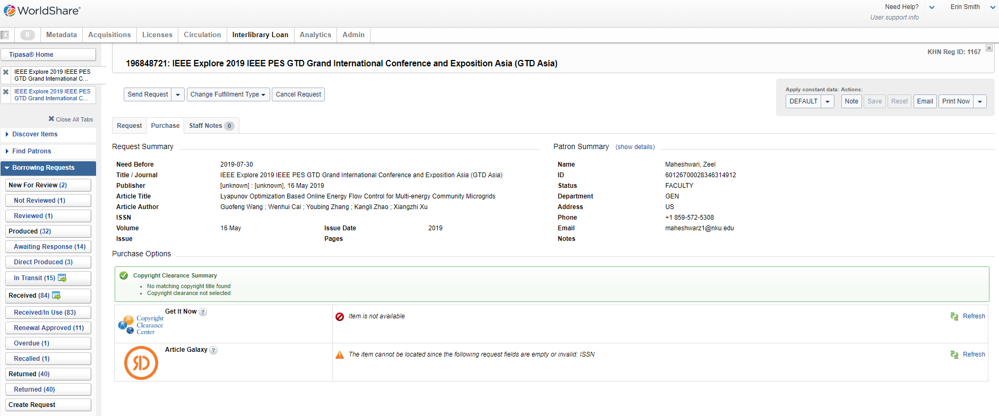 WorldShare®
Need Help?
Erin Smith
User support info
0
Metadata
Acquisitions
Licenses
Circulation
Interlibrary Loan
Analytics
Admin
Tipasa® Home
IEEE Explore 2019 IEEE PES
GTD Grand International C...
IEEE Explore 2019 IEEE PES
GTD Grand International C...
Close All Tabs
Discover Items
Find Patrons
Borrowing Requests
New For Review (2)
Not Reviewed (1)
Reviewed (1)
Produced (32)
Awaiting Response (14)
Direct Produced (3)
In Transit (15)
Received (84)
Received/In Use (83)
Renewal Approved (11)
Overdue (1)
Recalled (1)
Returned (40)
Returned (40)
Create Request
KHN Reg ID: 1167
196848721: IEEE Explore 2019 IEEE PES GTD Grand International Conference and Exposition Asia (GTD Asia)
Send Request
Change Fulfillment Type
Cancel Request
Apply constant data: Actions:
DEFAULT
Note
Save
Reset
Email
Print Now
Request
Purchase
Staff Notes 0
Request Summary
Need Before 2019-07-30
Title / Journal IEEE Explore 2019 IEEE PES GTD Grand International Conference and Exposition Asia (GTD Asia)
Publisher [unknown] : [unknown], 16 May 2019
Article Title Lyapunov Optimization Based Online Energy Flow Control for Multi-energy Community Microgrids
Article Author Guofeng Wang ; Wenhui Cai ; Youbing Zhang ; Kangli Zhao ; Xiangzhi Xu
ISSN
Volume 16 May Issue Date 2019
Issue Pages
Patron Summary (show details)
Name Maheshwari, Zeel
ID 60126700028346314912
Status FACULTY
Department GEN
Address US
Phone +1 859-572-5308
Email maheshwarz1@nku.edu
Notes
Purchase Options
Copyright Clearance Summary
• No matching copyright title found
• Copyright clearance not selected
Copyright
Clearance
Center
Get It Now ?
Item is not available
Refresh
RD
Article Galaxy ?
The item cannot be located since the following request fields are empty or invalid: ISSN
Refresh